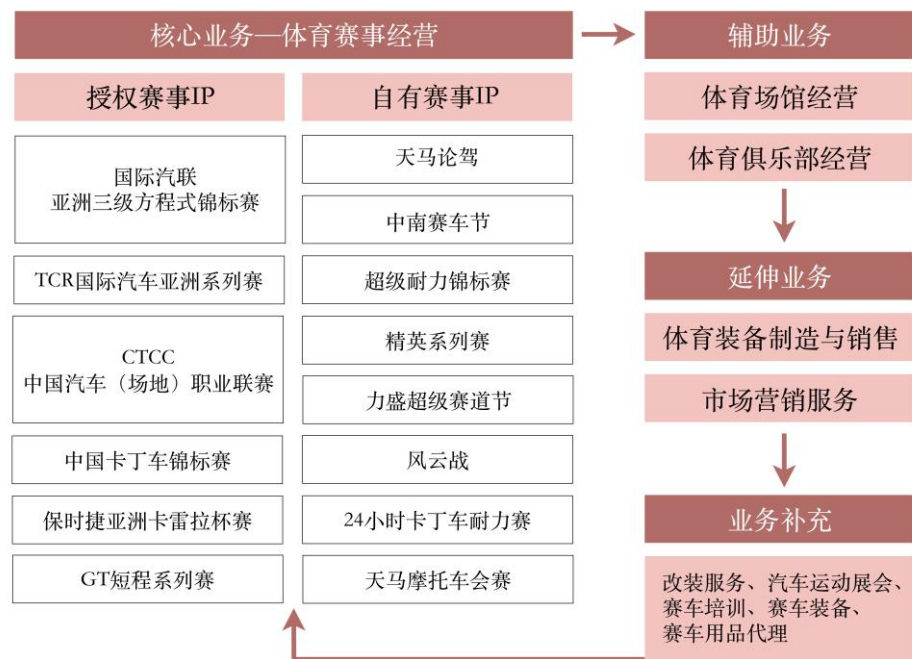 核心业务—体育赛事经营
授权赛事IP
国际汽联
亚洲三级方程式锦标赛
TCR国际汽车亚洲系列赛
CTCC
中国汽车（场地）职业联赛
中国卡丁车锦标赛
保时捷亚洲卡雷拉杯赛
GT短程系列赛
自有赛事IP
天马论驾
中南赛车节
超级耐力锦标赛
精英系列赛
力盛超级赛道节
风云战
24小时卡丁车耐力赛
天马摩托车会赛
辅助业务
体育场馆经营
体育俱乐部经营
延伸业务
体育装备制造与销售
市场营销服务
业务补充
改装服务、汽车运动展会、
赛车培训、赛车装备、
赛车用品代理